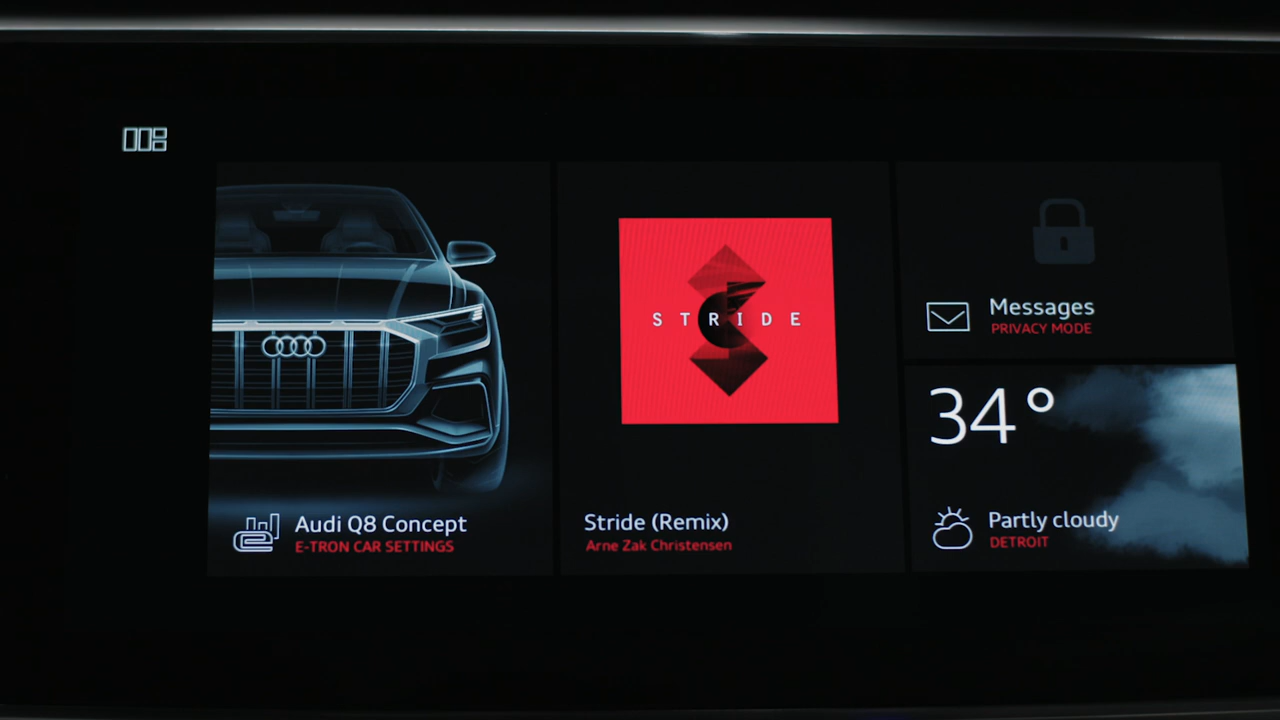 Audi Q8 Concept
E-TRON CAR SETTINGS
STRIDE
Stride (Remix)
Arne Zak Christensen
Messages
PRIVACY MODE
34°
Partly cloudy
DETROIT